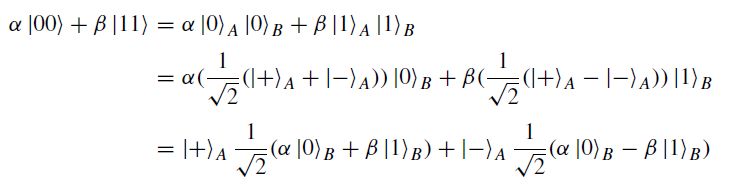 α |00⟩ + β |11⟩ = α |0⟩_A |0⟩_B + β |1⟩_A |1⟩_B
= α(1/√2(|+⟩_A + |−⟩_A)) |0⟩_B + β(1/√2(|+⟩_A − |−⟩_A)) |1⟩_B
= |+⟩_A 1/√2(α |0⟩_B + β |1⟩_B) + |−⟩_A 1/√2(α |0⟩_B − β |1⟩_B)